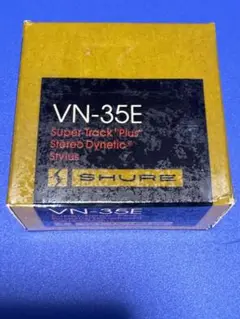 VN-35E
Super-Track "Plus"
Stereo Dynetic®
Stylus
SHURE
VN-35E